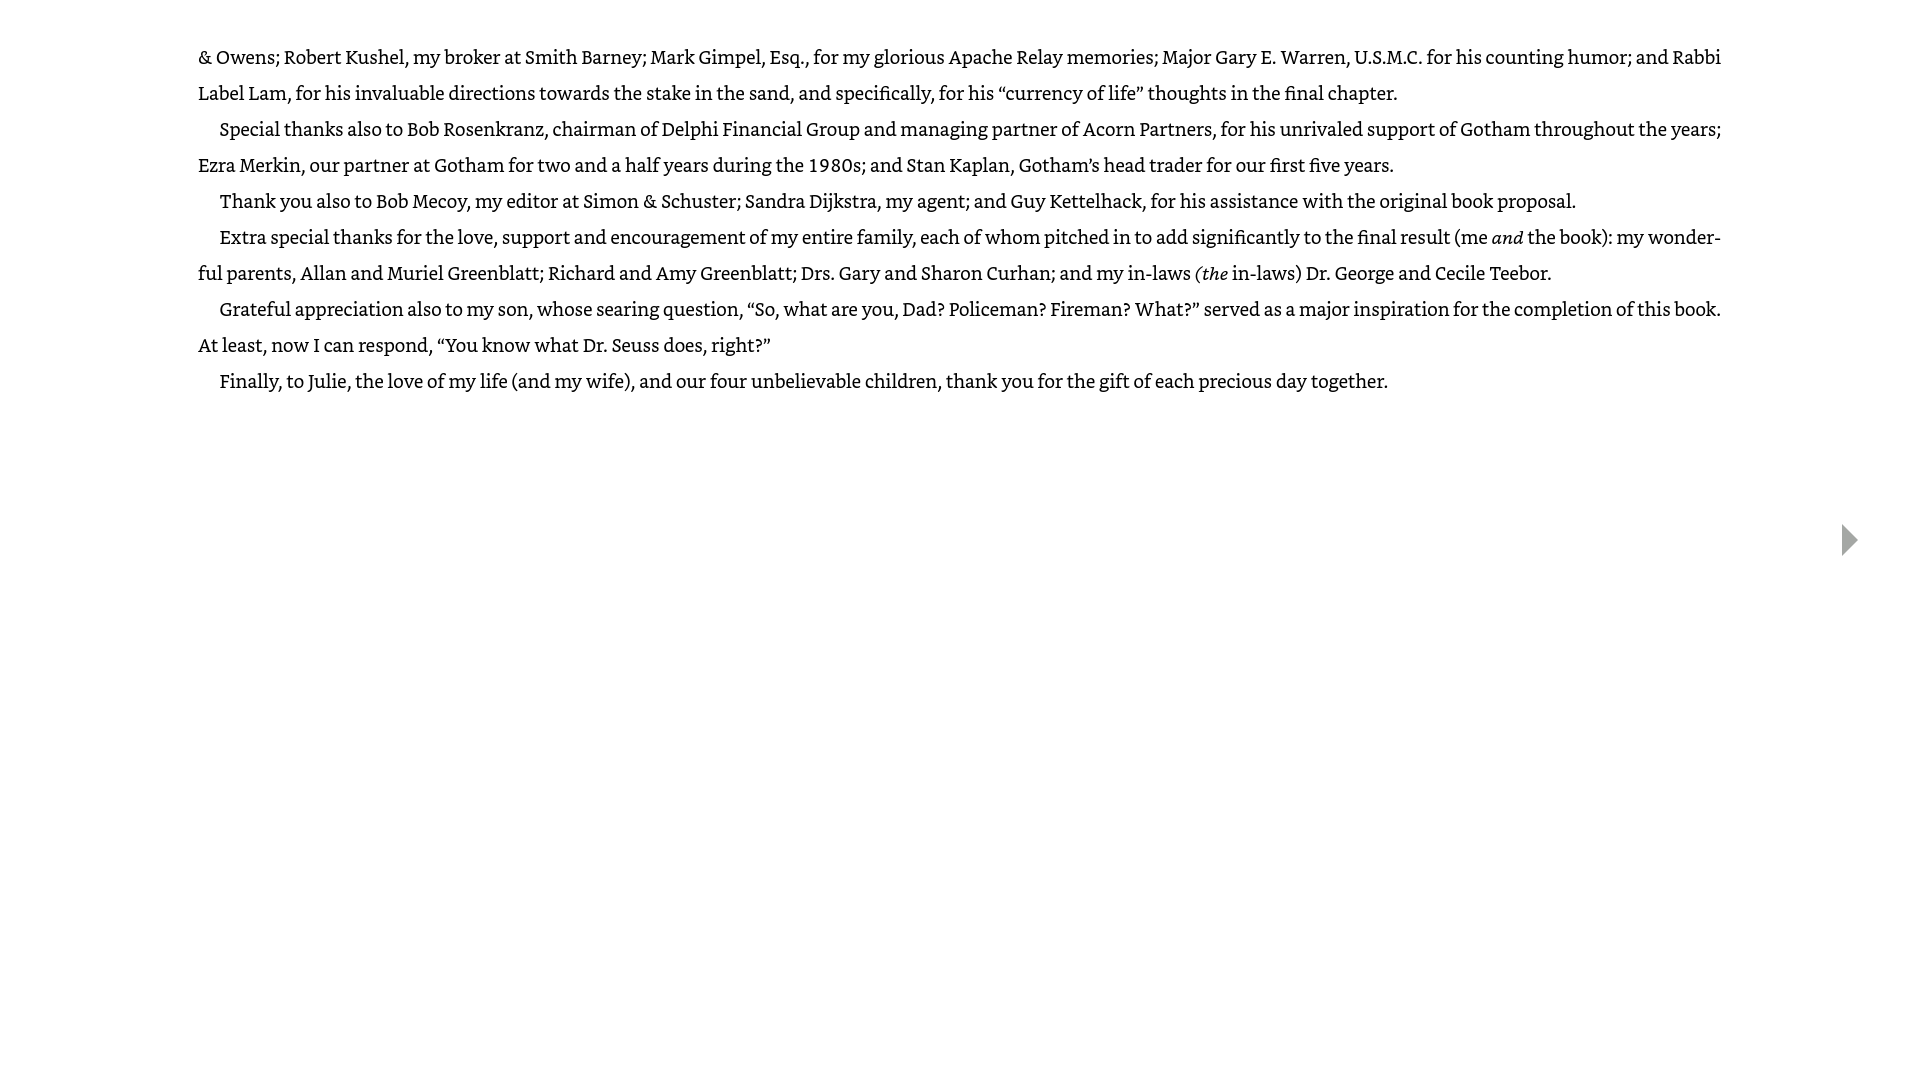 & Owens; Robert Kushel, my broker at Smith Barney; Mark Gimpel, Esq., for my glorious Apache Relay memories; Major Gary E. Warren, U.S.M.C. for his counting humor; and Rabbi
Label Lam, for his invaluable directions towards the stake in the sand, and specifically, for his “currency of life” thoughts in the final chapter.
Special thanks also to Bob Rosenkranz, chairman of Delphi Financial Group and managing partner of Acorn Partners, for his unrivaled support of Gotham throughout the years;
Ezra Merkin, our partner at Gotham for two and a half years during the 1980s; and Stan Kaplan, Gotham’s head trader for our first five years.
Thank you also to Bob Mecoy, my editor at Simon & Schuster; Sandra Dijkstra, my agent; and Guy Kettelhack, for his assistance with the original book proposal.
Extra special thanks for the love, support and encouragement of my entire family, each of whom pitched in to add significantly to the final result (me and the book): my wonder-
ful parents, Allan and Muriel Greenblatt; Richard and Amy Greenblatt; Drs. Gary and Sharon Curhan; and my in-laws (the in-laws) Dr. George and Cecile Teebor.
Grateful appreciation also to my son, whose searing question, “So, what are you, Dad? Policeman? Fireman? What?” served as a major inspiration for the completion of this book.
At least, now I can respond, “You know what Dr. Seuss does, right?”
Finally, to Julie, the love of my life (and my wife), and our four unbelievable children, thank you for the gift of each precious day together.